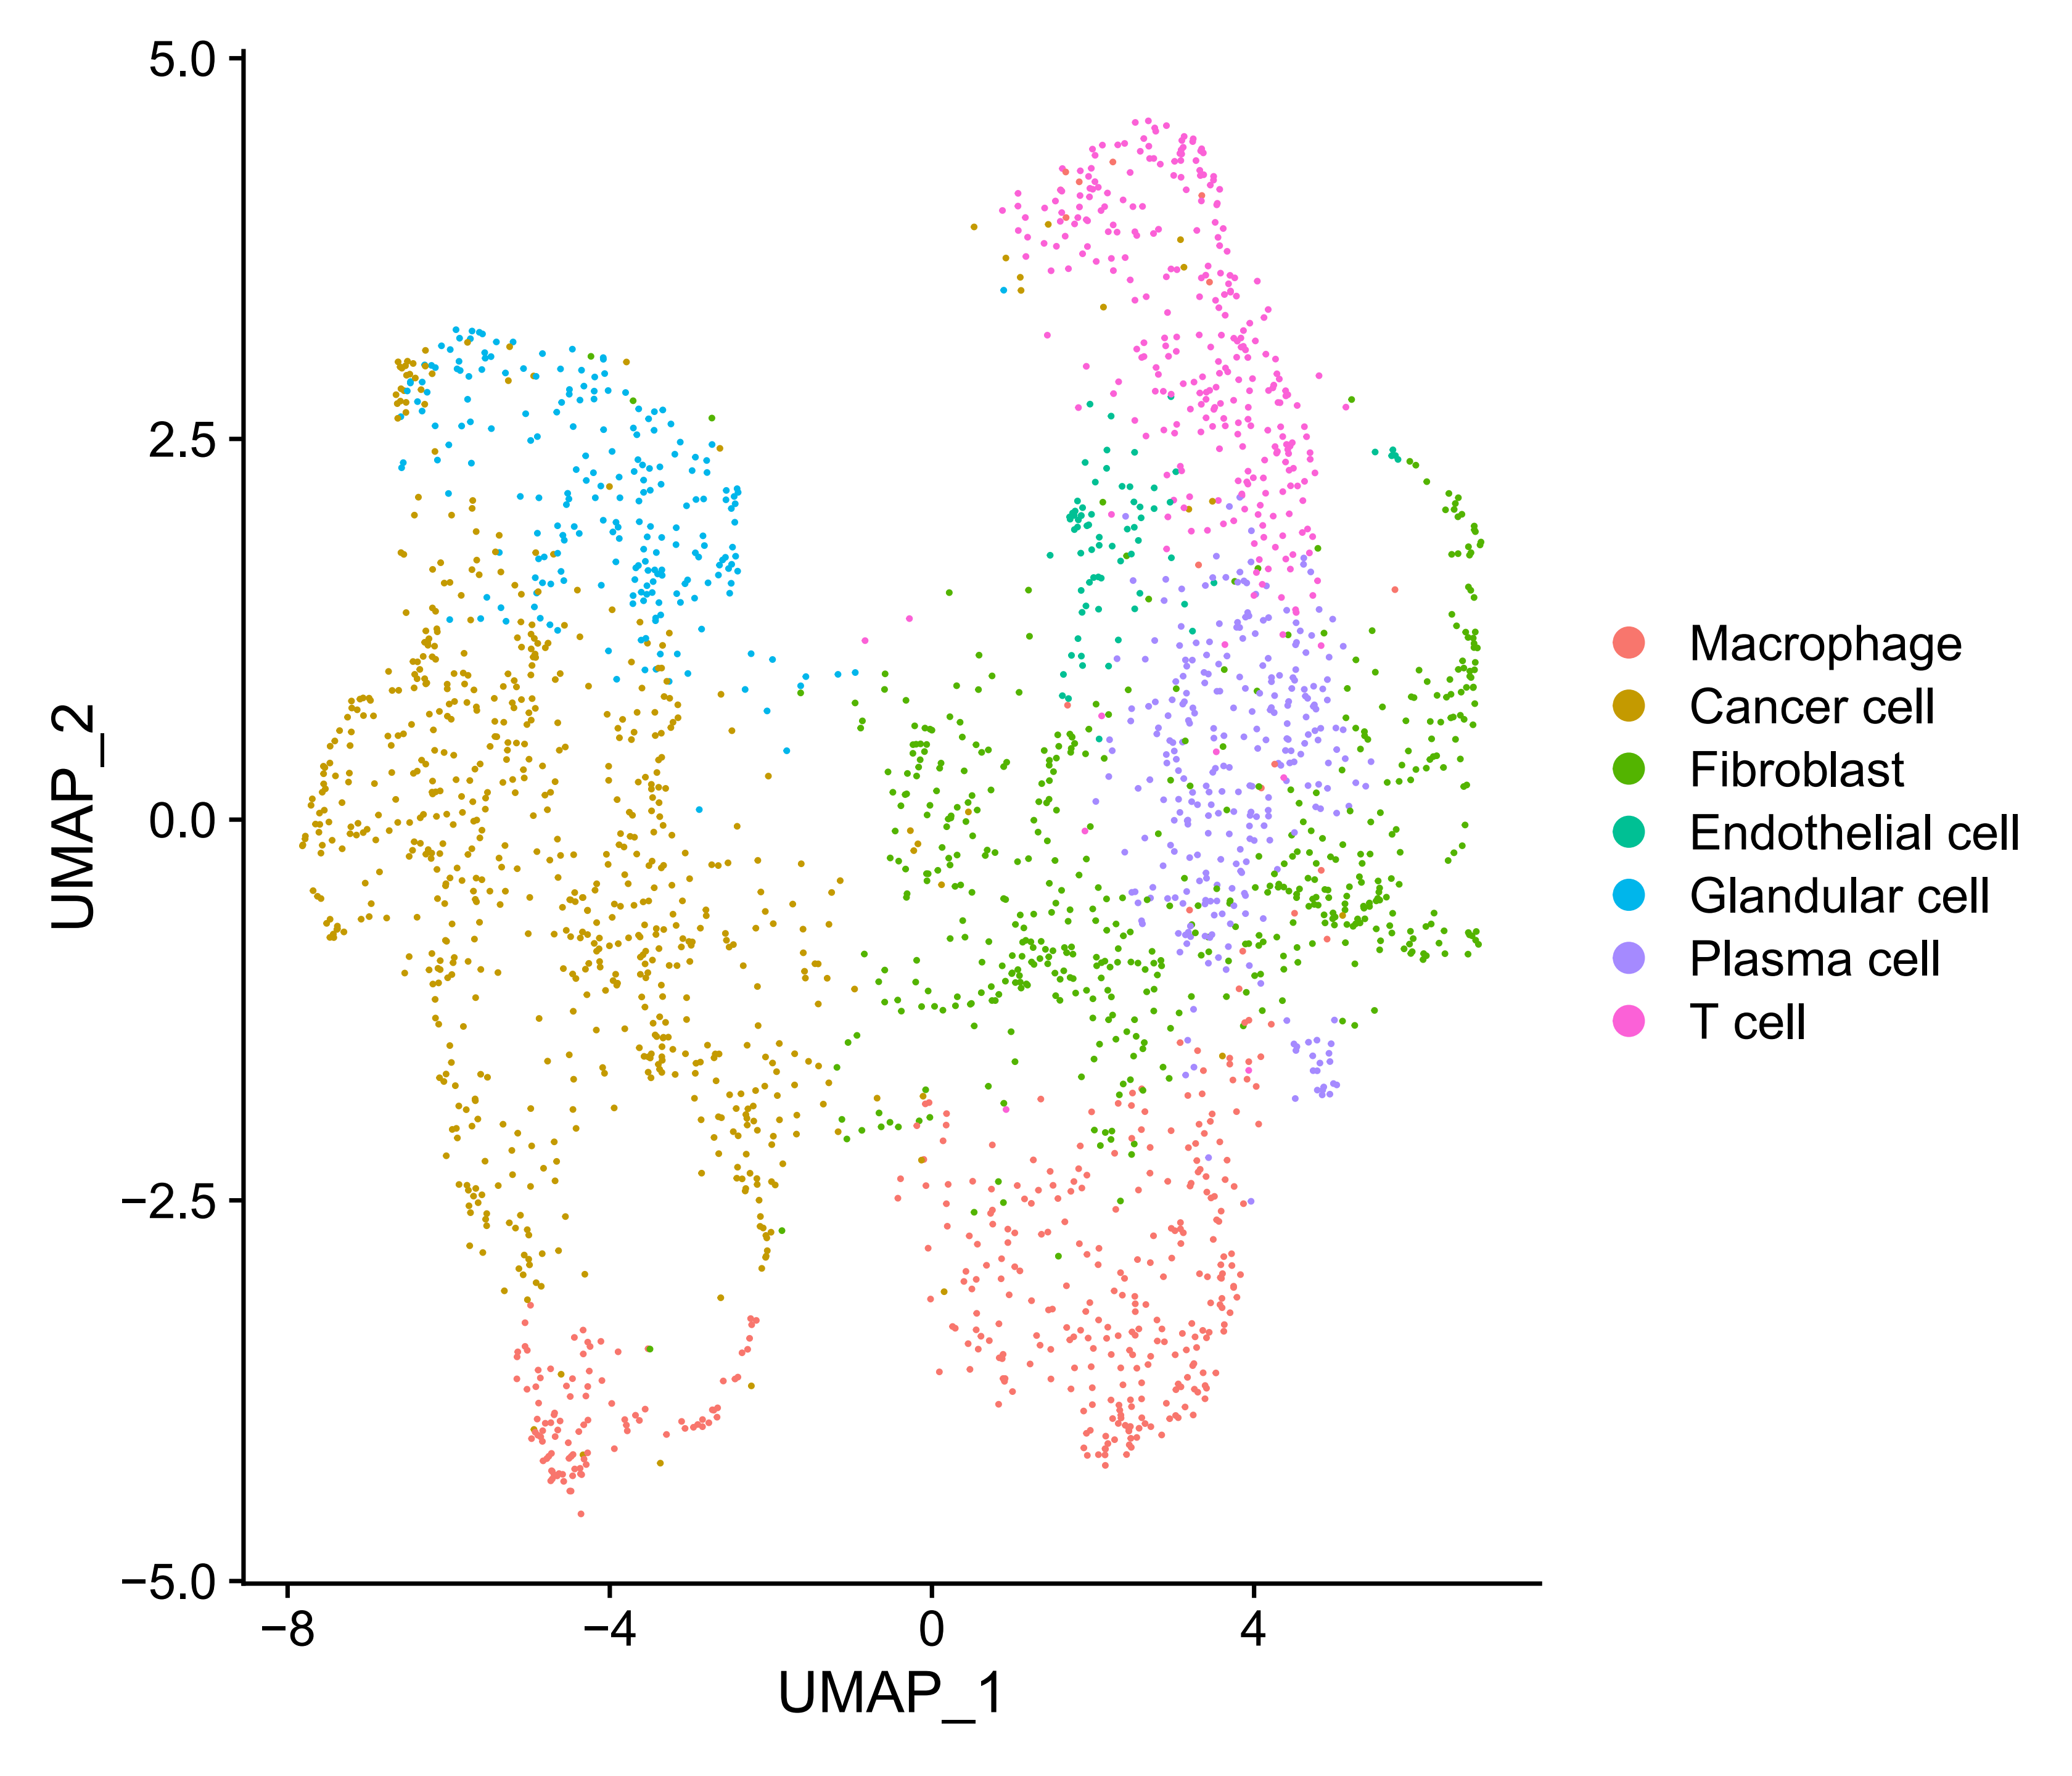 5.0
2.5
0.0
−2.5
−5.0
UMAP_2
−8
−4
0
4
UMAP_1
Macrophage
Cancer cell
Fibroblast
Endothelial cell
Glandular cell
Plasma cell
T cell